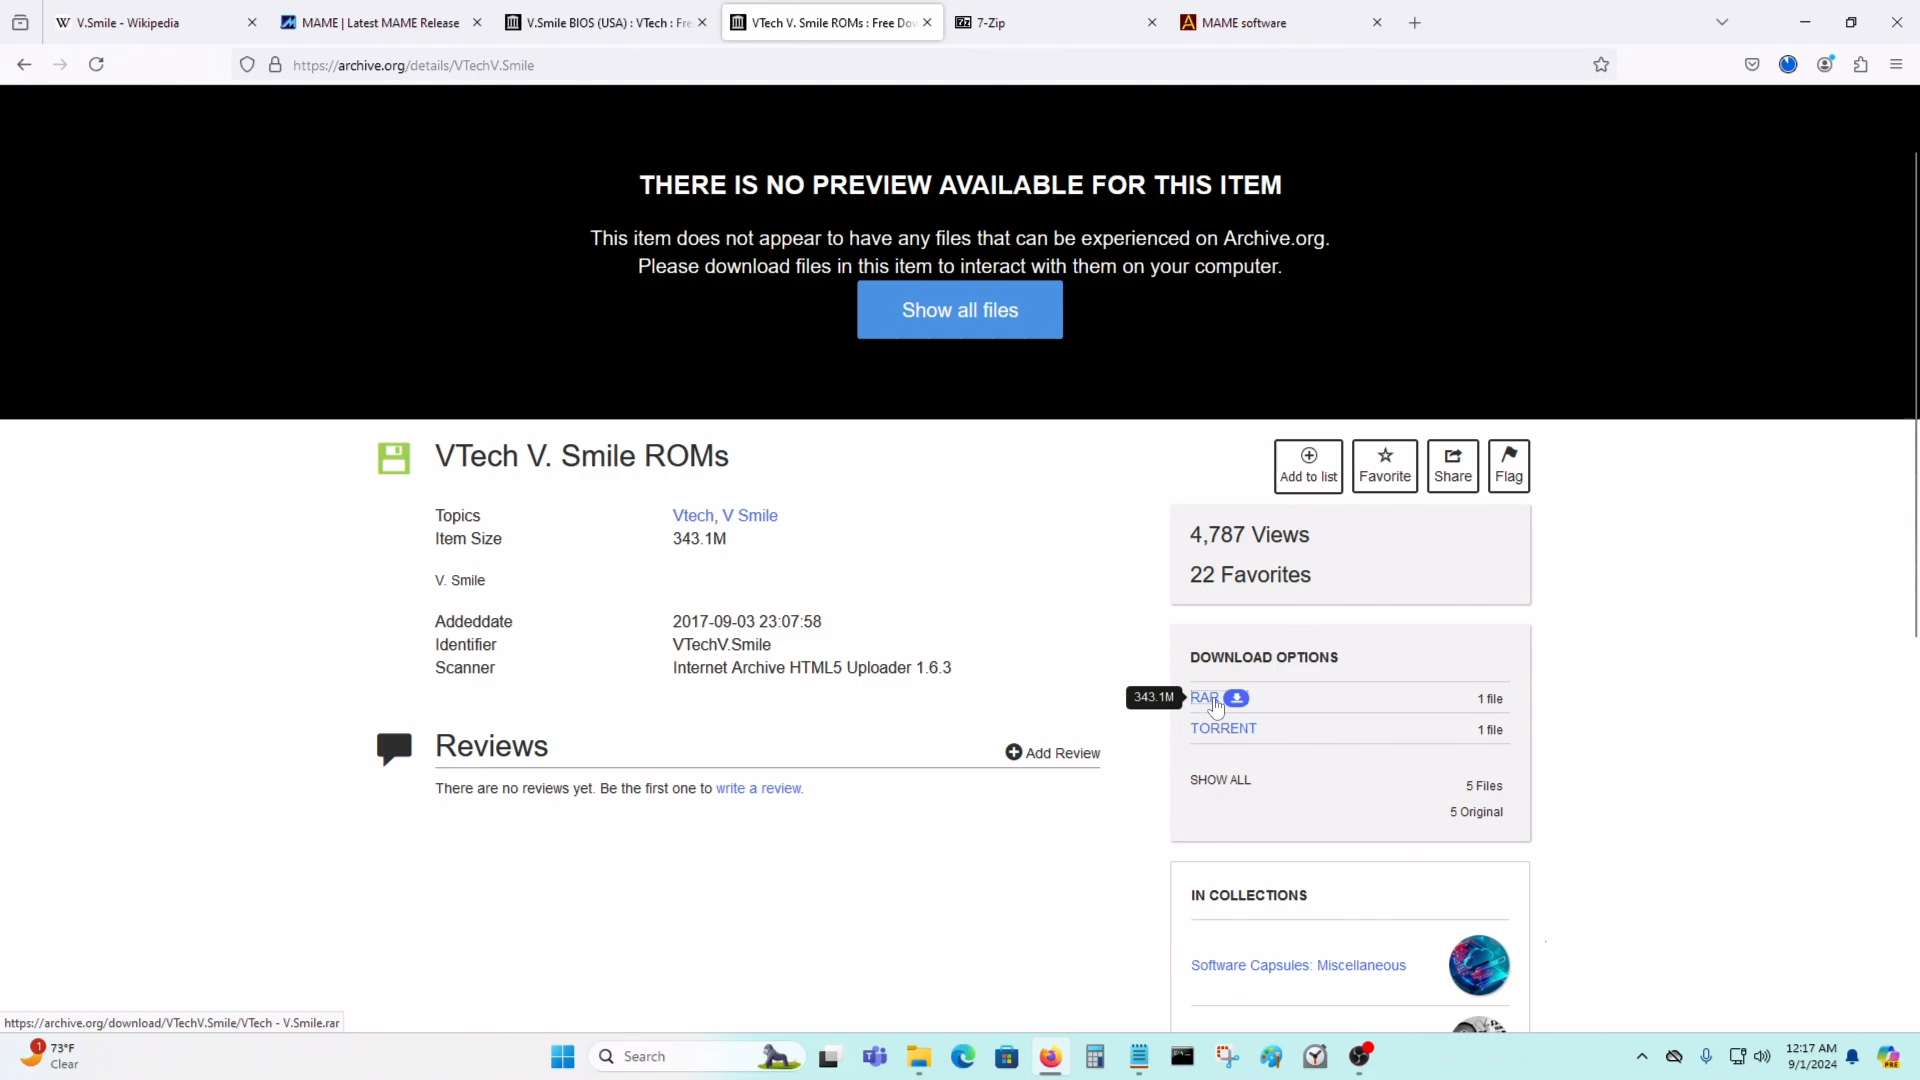 V.Smile - Wikipedia
MAME | Latest MAME Release
V.Smile BIOS (USA) : VTech : Fre
VTech V. Smile ROMs : Free Dow
7z 7-Zip
MAME software
https://archive.org/details/VTechV.Smile
THERE IS NO PREVIEW AVAILABLE FOR THIS ITEM
This item does not appear to have any files that can be experienced on Archive.org.
Please download files in this item to interact with them on your computer.
Show all files
VTech V. Smile ROMs
Add to list
Favorite
Share
Flag
Topics Vtech, V Smile
Item Size 343.1M
V. Smile
Addeddate 2017-09-03 23:07:58
Identifier VTechV.Smile
Scanner Internet Archive HTML5 Uploader 1.6.3
4,787 Views
22 Favorites
DOWNLOAD OPTIONS
343.1M RAR 1 file
TORRENT 1 file
SHOW ALL 5 Files
5 Original
Reviews
Add Review
There are no reviews yet. Be the first one to write a review.
IN COLLECTIONS
Software Capsules: Miscellaneous
https://archive.org/download/VTechV.Smile/VTech - V.Smile.rar
1
73°F
Clear
Search
12:17 AM
9/1/2024
PRE